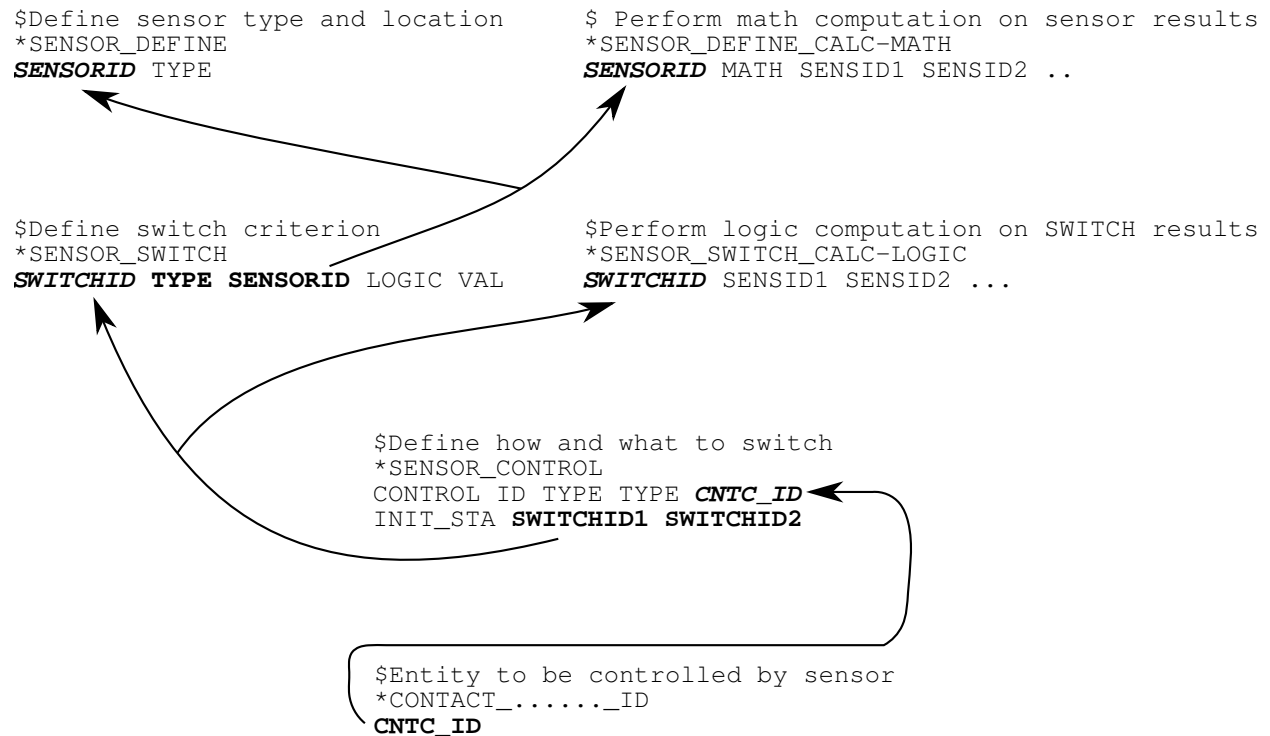 $Define sensor type and location
*SENSOR_DEFINE
SENSORID TYPE
$ Perform math computation on sensor results
*SENSOR_DEFINE_CALC-MATH
SENSORID MATH SENSID1 SENSID2 ..
$Define switch criterion
*SENSOR_SWITCH
SWITCHID TYPE SENSORID LOGIC VAL
$Perform logic computation on SWITCH results
*SENSOR_SWITCH_CALC-LOGIC
SWITCHID SENSID1 SENSID2 ...
$Define how and what to switch
*SENSOR_CONTROL
CONTROL ID TYPE TYPE CNTC_ID
INIT_STA SWITCHID1 SWITCHID2
$Entity to be controlled by sensor
*CONTACT_......_ID
CNTC_ID